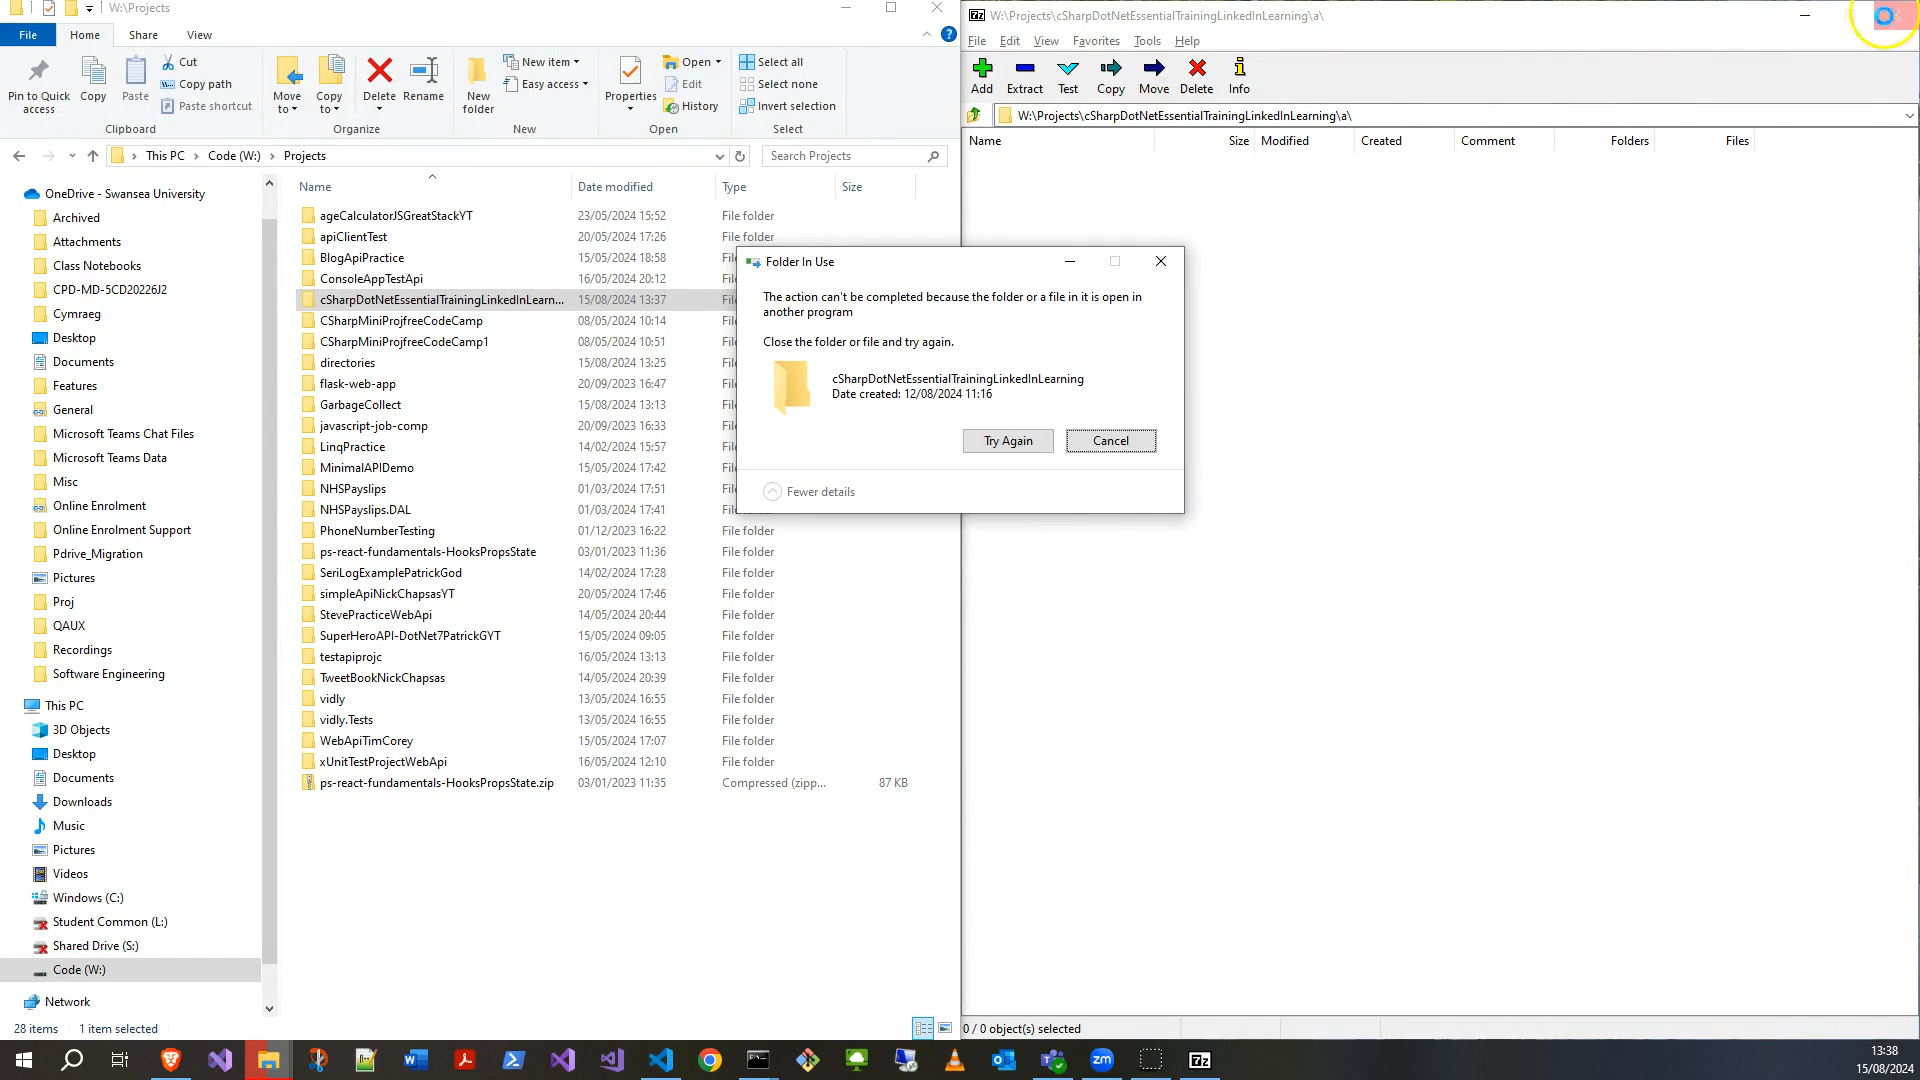 W:\Projects
File
Home
Share
View
Pin to Quick access
Copy
Paste
Cut
Copy path
Paste shortcut
Clipboard
Move to
Copy to
Delete
Rename
Organize
New folder
New item
Easy access
New
Properties
Open
Edit
History
Open
Select all
Select none
Invert selection
Select
This PC
Code (W:)
Projects
Search Projects
OneDrive - Swansea University
Archived
Attachments
Class Notebooks
CPD-MD-5CD20226J2
Cymraeg
Desktop
Documents
Features
General
Microsoft Teams Chat Files
Microsoft Teams Data
Misc
Online Enrolment
Online Enrolment Support
Pdrive_Migration
Pictures
Proj
QAUX
Recordings
Software Engineering
This PC
3D Objects
Desktop
Documents
Downloads
Music
Pictures
Videos
Windows (C:)
Student Common (L:)
Shared Drive (S:)
Code (W:)
Network
28 items
1 item selected
Name Date modified Type Size
ageCalculatorJSGreatStackYT 23/05/2024 15:52 File folder
apiClientTest 20/05/2024 17:26 File folder
BlogApiPractice 15/05/2024 18:58
ConsoleAppTestApi 16/05/2024 20:12
cSharpDotNetEssentialTrainingLinkedInLearn... 15/08/2024 13:37
CSharpMiniProjfreeCodeCamp 08/05/2024 10:14
CSharpMiniProjfreeCodeCamp1 08/05/2024 10:51
directories 15/08/2024 13:25
flask-web-app 20/09/2023 16:47
GarbageCollect 15/08/2024 13:13
javascript-job-comp 20/09/2023 16:33
LinqPractice 14/02/2024 15:57
MinimalAPIDemo 15/05/2024 17:42
NHSPayslips 01/03/2024 17:51
NHSPayslips.DAL 01/03/2024 17:41
PhoneNumberTesting 01/12/2023 16:22 File folder
ps-react-fundamentals-HooksPropsState 03/01/2023 11:36 File folder
SeriLogExamplePatrickGod 14/02/2024 17:28 File folder
simpleApiNickChapsasYT 20/05/2024 17:46 File folder
StevePracticeWebApi 14/05/2024 20:44 File folder
SuperHeroAPI-DotNet7PatrickGYT 15/05/2024 09:05 File folder
testapiprojc 16/05/2024 13:13 File folder
TweetBookNickChapsas 14/05/2024 20:39 File folder
vidly 13/05/2024 16:55 File folder
vidly.Tests 13/05/2024 16:55 File folder
WebApiTimCorey 15/05/2024 17:07 File folder
xUnitTestProjectWebApi 16/05/2024 12:10 File folder
ps-react-fundamentals-HooksPropsState.zip 03/01/2023 11:35 Compressed (zipp... 87 KB
Folder In Use
The action can't be completed because the folder or a file in it is open in
another program
Close the folder or file and try again.
cSharpDotNetEssentialTrainingLinkedInLearning
Date created: 12/08/2024 11:16
Try Again
Cancel
Fewer details
W:\Projects\cSharpDotNetEssentialTrainingLinkedInLearning\a\
File Edit View Favorites Tools Help
Add Extract Test Copy Move Delete Info
W:\Projects\cSharpDotNetEssentialTrainingLinkedInLearning\a\
Name Size Modified Created Comment Folders Files
0 / 0 object(s) selected
13:38
15/08/2024